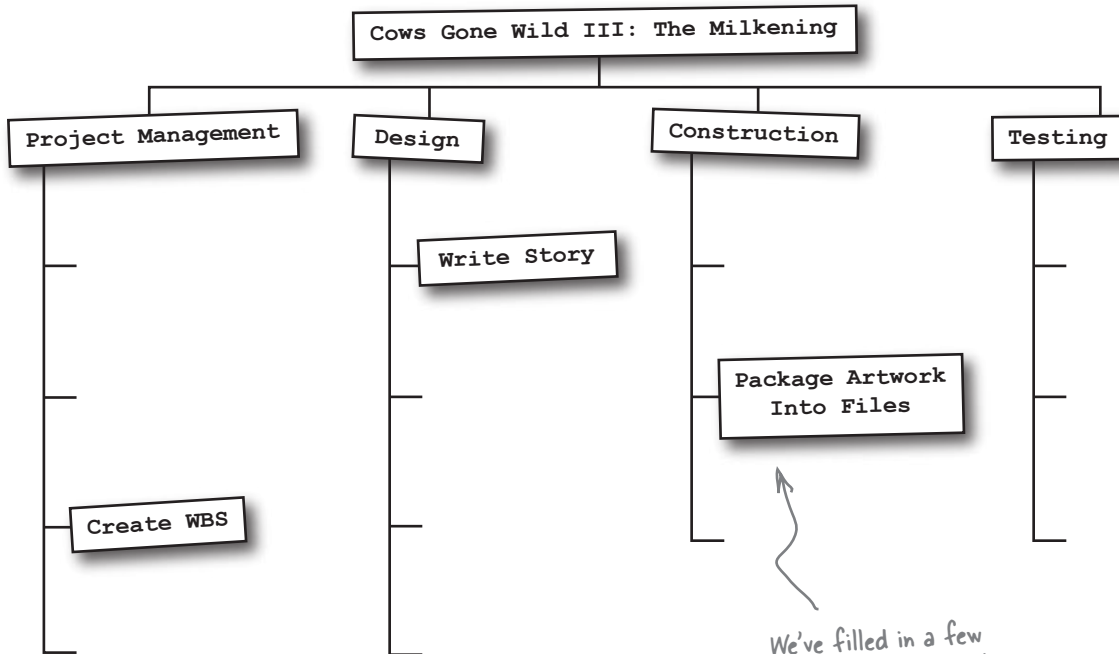 Cows Gone Wild III: The Milkening
Project Management
Design
Construction
Testing
Write Story
Package Artwork
Into Files
Create WBS
We've filled in a few